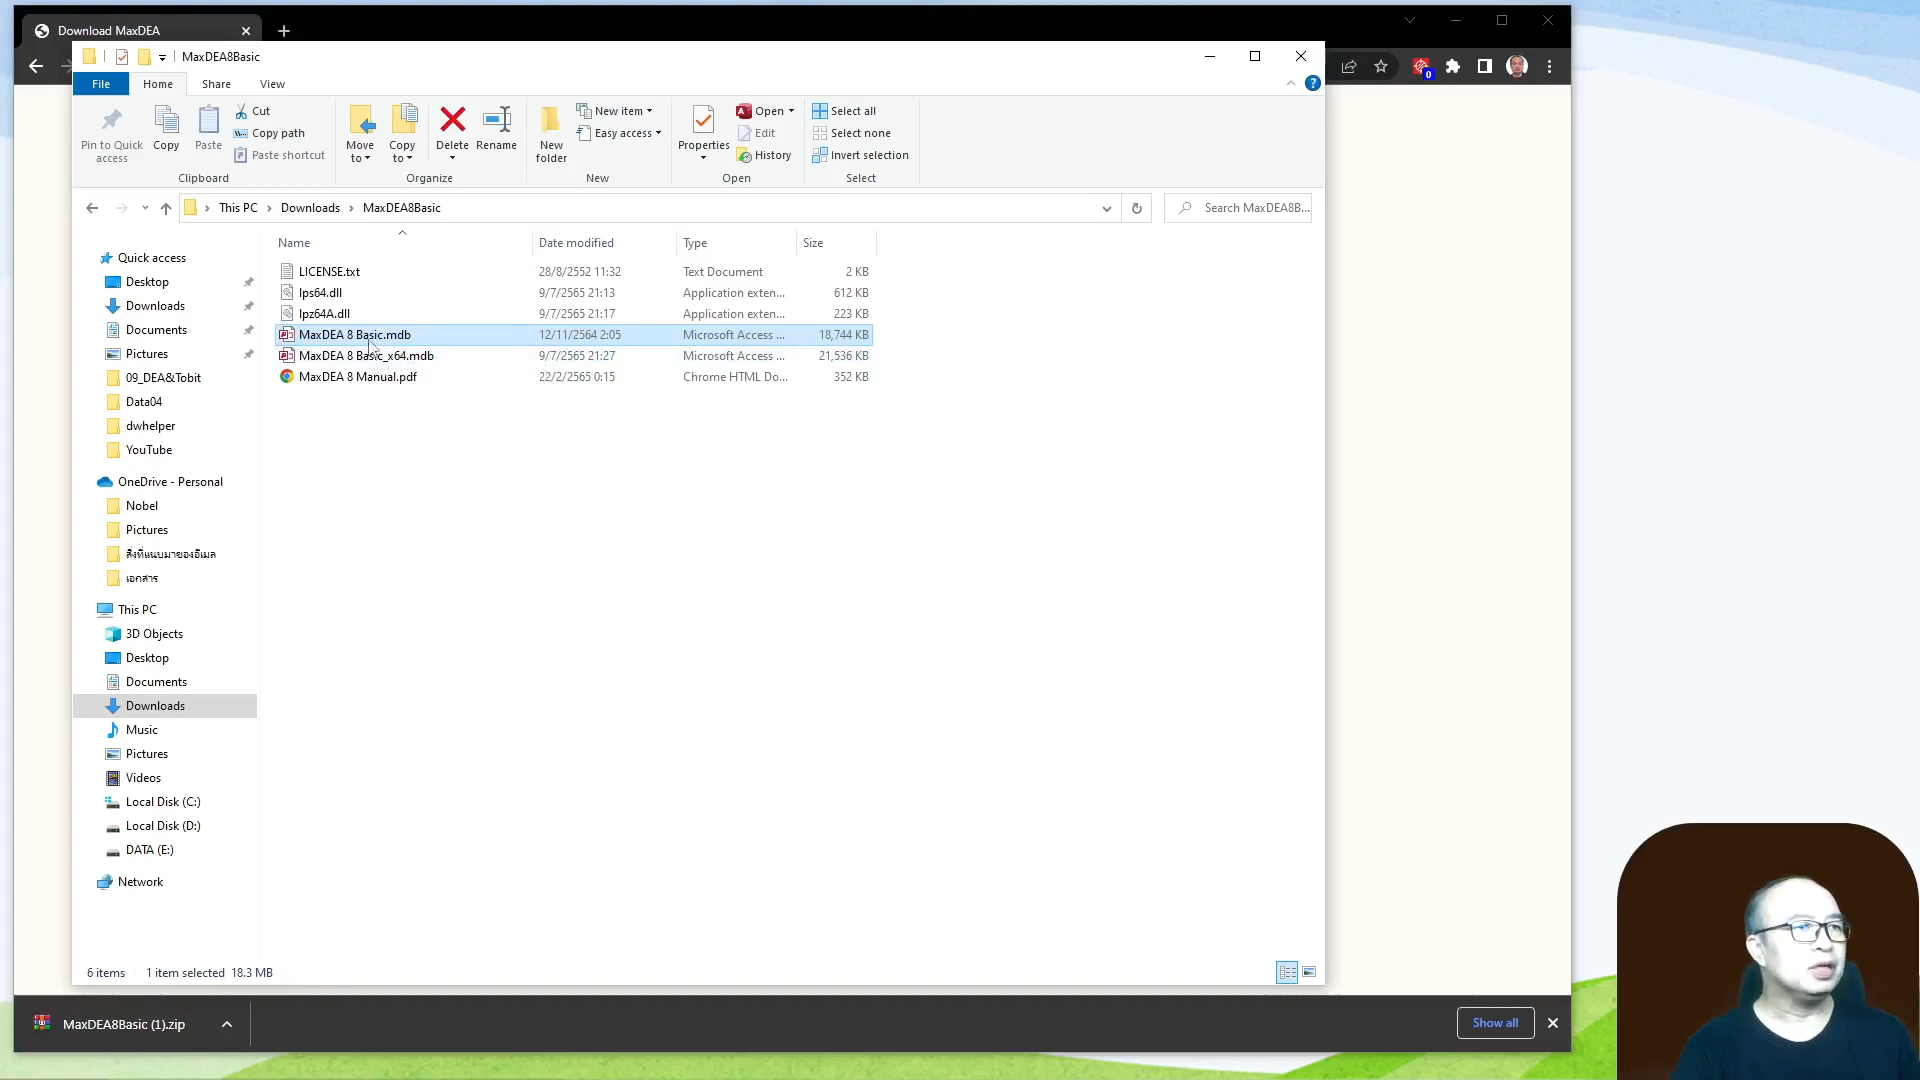 Download MaxDEA
MaxDEA8Basic
File Home Share View
Pin to Quick access
Copy
Paste
Cut
Copy path
Paste shortcut
Clipboard
Move to
Copy to
Delete
Rename
Organize
New folder
New item
Easy access
New
Properties
Open
Edit
History
Open
Select all
Select none
Invert selection
Select
This PC > Downloads > MaxDEA8Basic
Search MaxDEA8B...
Name Date modified Type Size
LICENSE.txt 28/8/2552 11:32 Text Document 2 KB
lps64.dll 9/7/2565 21:13 Application exten... 612 KB
lpz64A.dll 9/7/2565 21:17 Application exten... 223 KB
MaxDEA 8 Basic.mdb 12/11/2564 2:05 Microsoft Access ... 18,744 KB
MaxDEA 8 Basic_x64.mdb 9/7/2565 21:27 Microsoft Access ... 21,536 KB
MaxDEA 8 Manual.pdf 22/2/2565 0:15 Chrome HTML Do... 352 KB
Quick access
Desktop
Downloads
Documents
Pictures
09_DEA&Tobit
Data04
dwhelper
YouTube
OneDrive - Personal
Nobel
Pictures
สิ่งที่แนบมาของอีเมล
เอกสาร
This PC
3D Objects
Desktop
Documents
Downloads
Music
Pictures
Videos
Local Disk (C:)
Local Disk (D:)
DATA (E:)
Network
6 items 1 item selected 18.3 MB
MaxDEA8Basic (1).zip
Show all
0